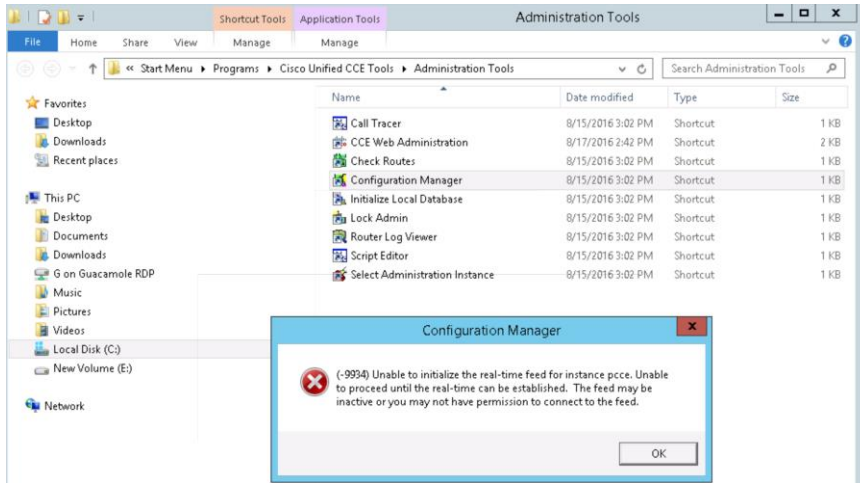 Shortcut Tools Application Tools Administration Tools
File Home Share View Manage Manage
« Start Menu Programs Cisco Unified CCE Tools Administration Tools Search Administration Tools
Favorites
Desktop
Downloads
Recent places
This PC
Desktop
Documents
Downloads
G on Guacamole RDP
Music
Pictures
Videos
Local Disk (C:)
New Volume (E:)
Network
Name Date modified Type Size
Call Tracer 8/15/2016 3:02 PM Shortcut 1 KB
CCE Web Administration 8/17/2016 2:42 PM Shortcut 2 KB
Check Routes 8/15/2016 3:02 PM Shortcut 1 KB
Configuration Manager 8/15/2016 3:02 PM Shortcut 1 KB
Initialize Local Database 8/15/2016 3:02 PM Shortcut 1 KB
Lock Admin 8/15/2016 3:02 PM Shortcut 1 KB
Router Log Viewer 8/15/2016 3:02 PM Shortcut 1 KB
Script Editor 8/15/2016 3:02 PM Shortcut 1 KB
Select Administration Instance 8/15/2016 3:02 PM Shortcut 1 KB
Configuration Manager
(-9934) Unable to initialize the real-time feed for instance pcce. Unable
to proceed until the real-time can be established. The feed may be
inactive or you may not have permission to connect to the feed.
OK